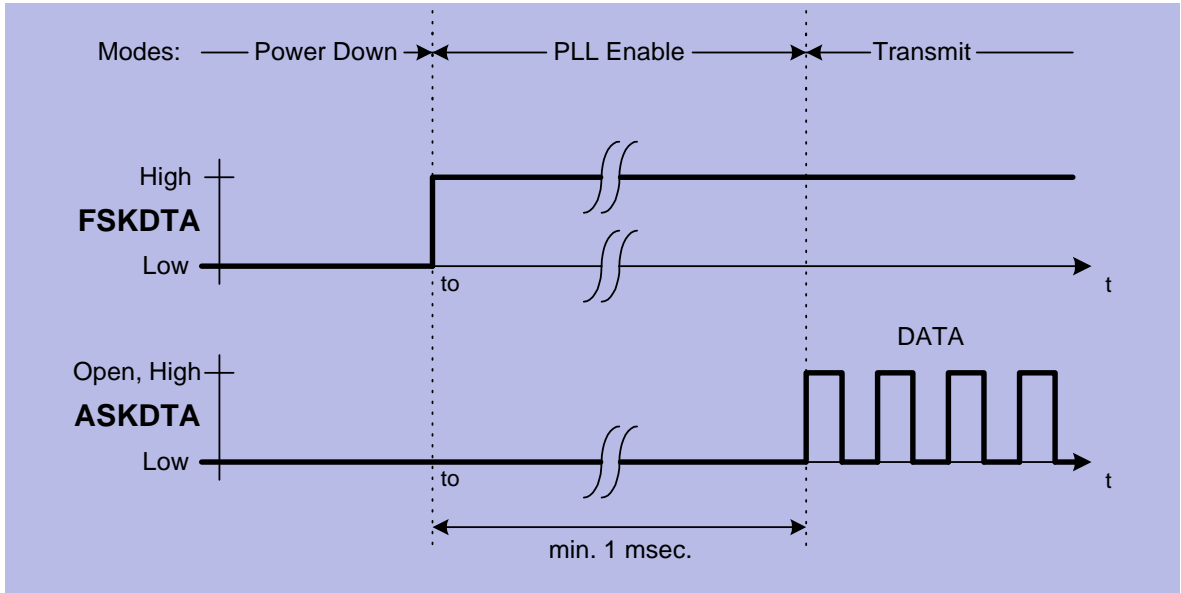 Modes: Power Down PLL Enable Transmit
High
FSKDTA
Low
to
t
DATA
Open, High
ASKDTA
Low
to
t
min. 1 msec.